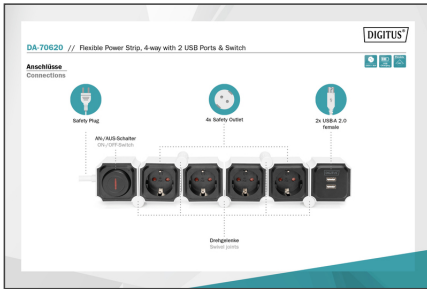 DIGITUS®
DA-70620 // Flexible Power Strip, 4-way with 2 USB Ports & Switch
Anschlüsse
Connections
Safety Plug
4x Safety Outlet
2x USB-A 2.0
female
AN-/AUS-Schalter
ON-/OFF-Switch
Drehgelenke
Swivel joints